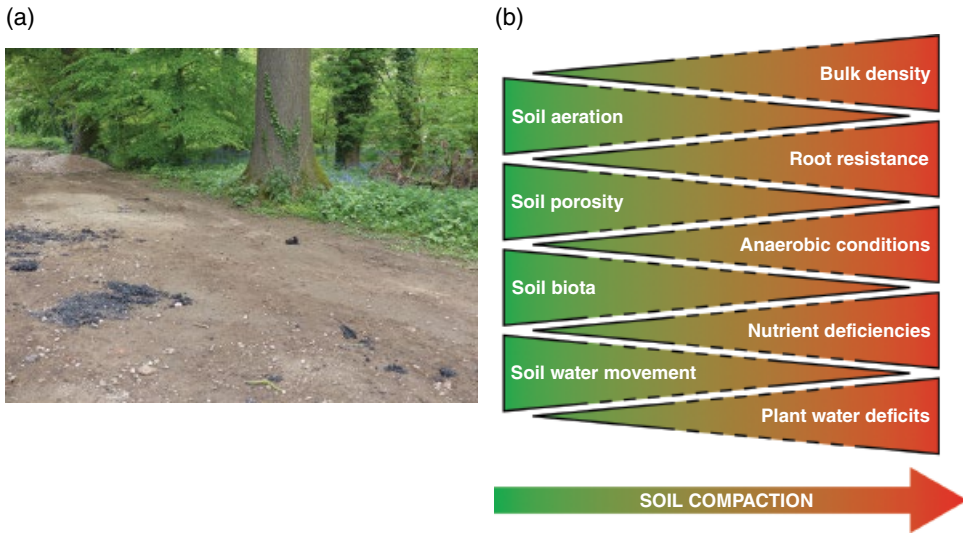 (a)
(b)
Bulk density
Soil aeration
Root resistance
Soil porosity
Anaerobic conditions
Soil biota
Nutrient deficiencies
Soil water movement
Plant water deficits
SOIL COMPACTION